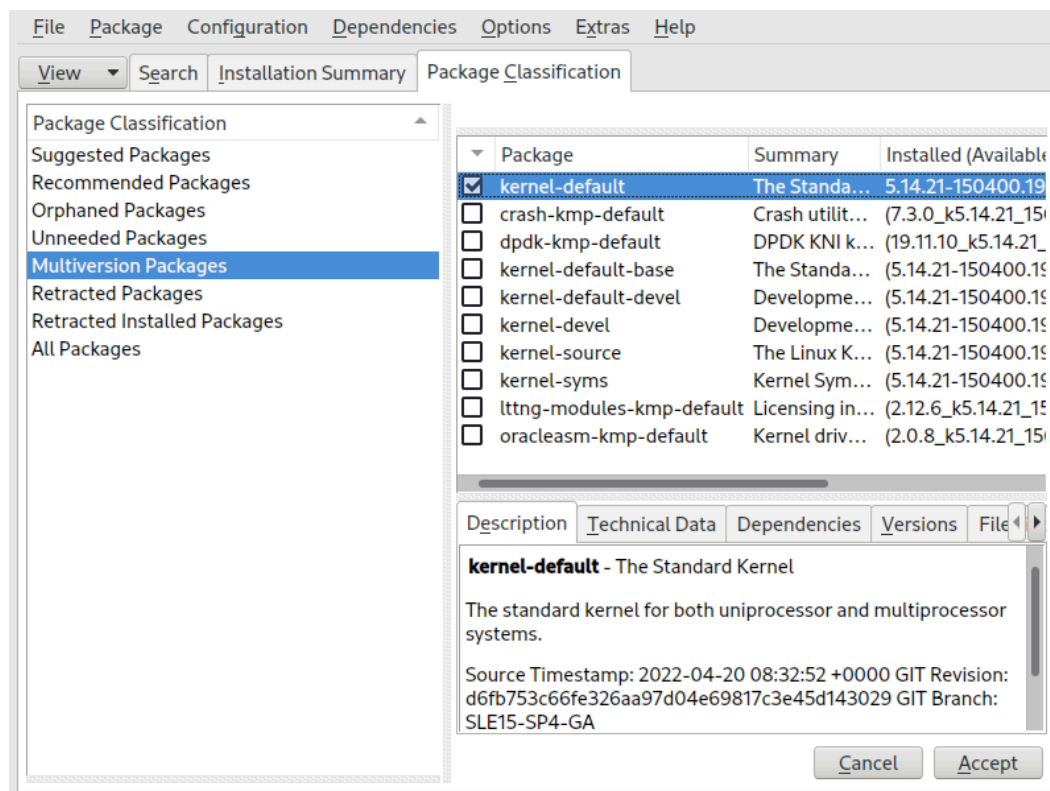 File Package Configuration Dependencies Options Extras Help
View Search Installation Summary Package Classification
Package Classification
Suggested Packages
Recommended Packages
Orphaned Packages
Unneeded Packages
Multiversion Packages
Retracted Packages
Retracted Installed Packages
All Packages
Package Summary Installed (Available
kernel-default The Standa... 5.14.21-150400.19
crash-kmp-default Crash utilit... (7.3.0_k5.14.21_150
dpdk-kmp-default DPDK KNI k... (19.11.10_k5.14.21_
kernel-default-base The Standa... (5.14.21-150400.19
kernel-default-devel Developme... (5.14.21-150400.19
kernel-devel Developme... (5.14.21-150400.19
kernel-source The Linux K... (5.14.21-150400.19
kernel-syms Kernel Sym... (5.14.21-150400.19
lttng-modules-kmp-default Licensing in... (2.12.6_k5.14.21_15
oracleasm-kmp-default Kernel driv... (2.0.8_k5.14.21_150
Description Technical Data Dependencies Versions File
kernel-default - The Standard Kernel
The standard kernel for both uniprocessor and multiprocessor
systems.
Source Timestamp: 2022-04-20 08:32:52 +0000 GIT Revision:
d6fb753c66fe326aa97d04e69817c3e45d143029 GIT Branch:
SLE15-SP4-GA
Cancel Accept